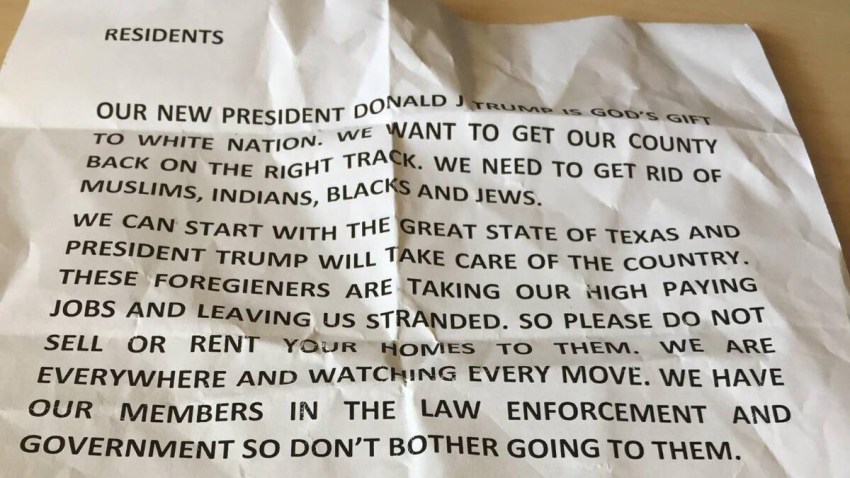 RESIDENTS
OUR NEW PRESIDENT DONALD J TRUMP IS GOD'S GIFT
TO WHITE NATION. WE WANT TO GET OUR COUNTY
BACK ON THE RIGHT TRACK. WE NEED TO GET RID OF
MUSLIMS, INDIANS, BLACKS AND JEWS.
WE CAN START WITH THE GREAT STATE OF TEXAS AND
PRESIDENT TRUMP WILL TAKE CARE OF THE COUNTRY.
THESE FOREGIENERS ARE TAKING OUR HIGH PAYING
JOBS AND LEAVING US STRANDED. SO PLEASE DO NOT
SELL OR RENT YOUR HOMES TO THEM. WE ARE
EVERYWHERE AND WATCHING EVERY MOVE. WE HAVE
OUR MEMBERS IN THE LAW ENFORCEMENT AND
GOVERNMENT SO DON'T BOTHER GOING TO THEM.